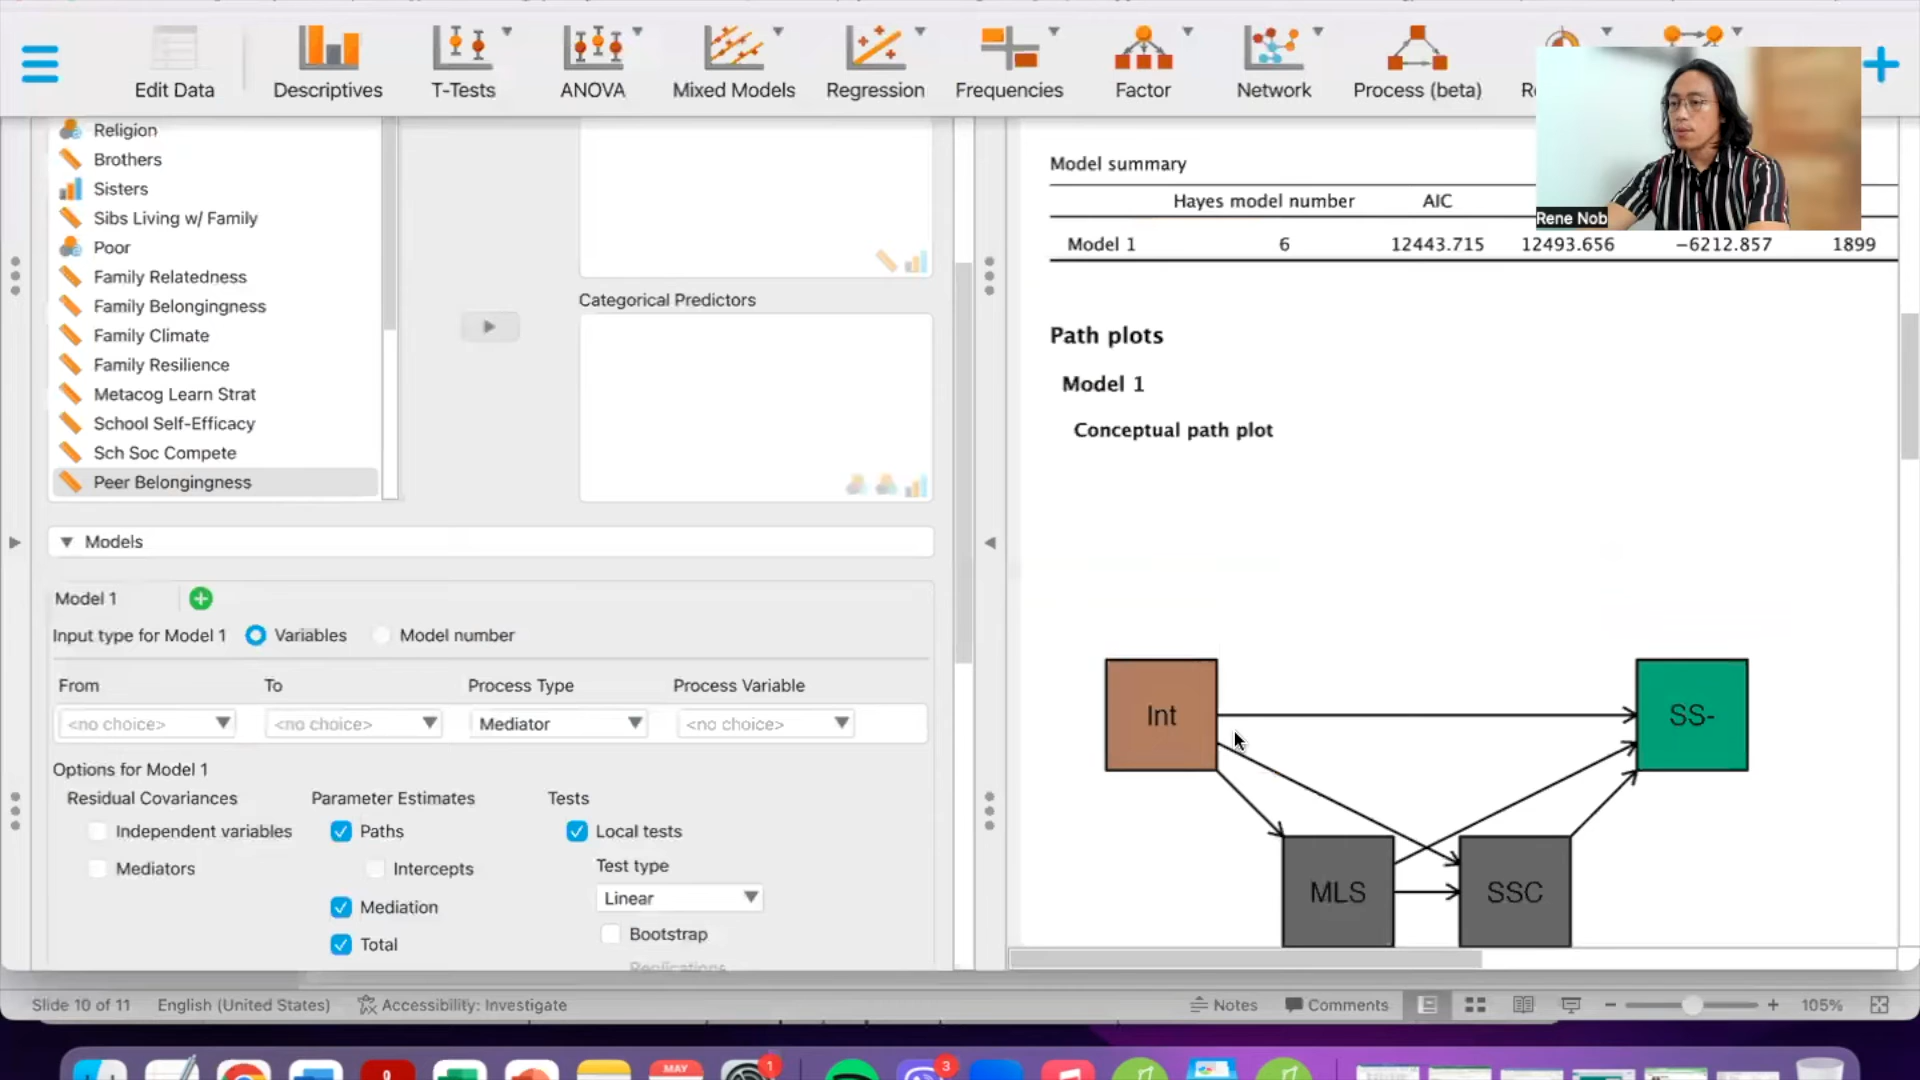 Edit Data
Descriptives
T-Tests
ANOVA
Mixed Models
Regression
Frequencies
Factor
Network
Process (beta)
Rene Nob
Religion
Brothers
Sisters
Sibs Living w/ Family
Poor
Family Relatedness
Family Belongingness
Family Climate
Family Resilience
Metacog Learn Strat
School Self-Efficacy
Sch Soc Compete
Peer Belongingness
Categorical Predictors
Models
Model 1
Input type for Model 1 Variables Model number
From To Process Type Process Variable
<no choice> <no choice> Mediator <no choice>
Options for Model 1
Residual Covariances Parameter Estimates Tests
Independent variables Paths Local tests
Mediators Intercepts Test type
Linear
Mediation
Bootstrap
Total
Replications
Model summary
Hayes model number AIC
Model 1 6 12443.715 12493.656 −6212.857 1899
Path plots
Model 1
Conceptual path plot
Int
SS-
MLS
SSC
Slide 10 of 11 English (United States) Accessibility: Investigate Notes Comments 105%
MAY
1
3